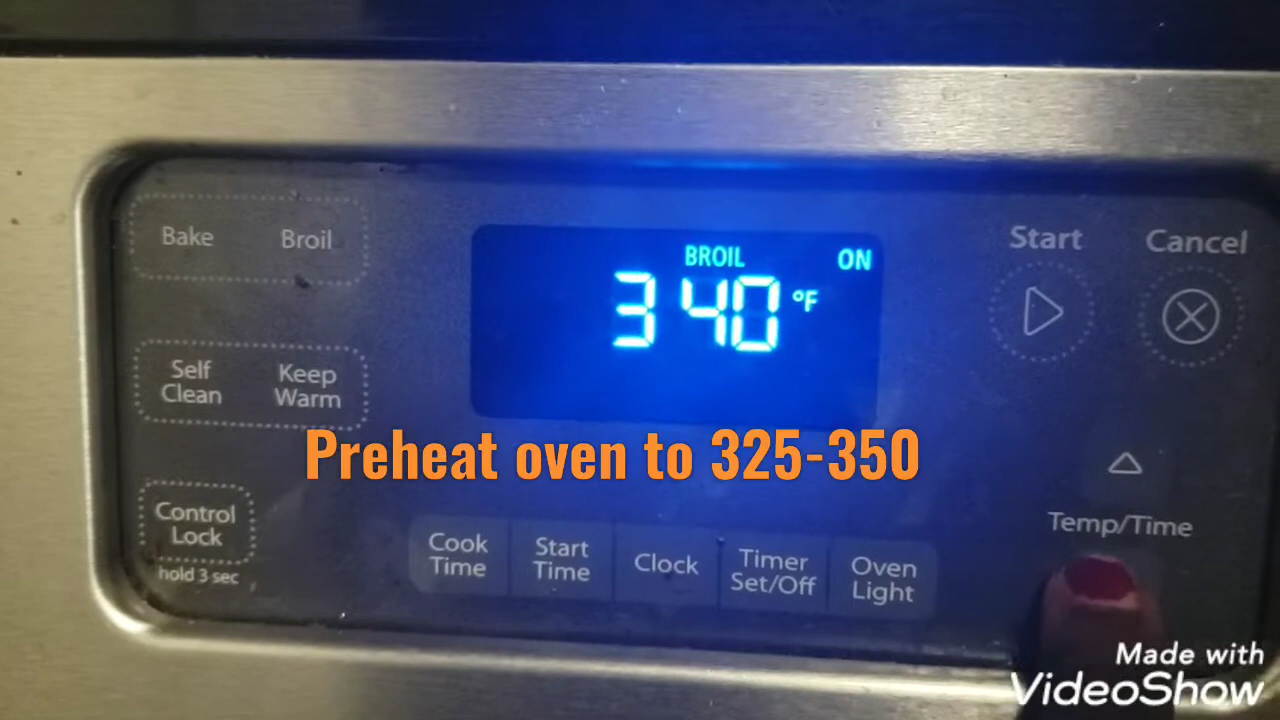 Bake Broil
BROIL ON
340 °F
Start Cancel
Self Clean
Keep Warm
Preheat oven to 325-350
Control Lock
hold 3 sec
Cook Time
Start Time
Clock
Timer Set/Off
Oven Light
Temp/Time
Made with
VideoShow